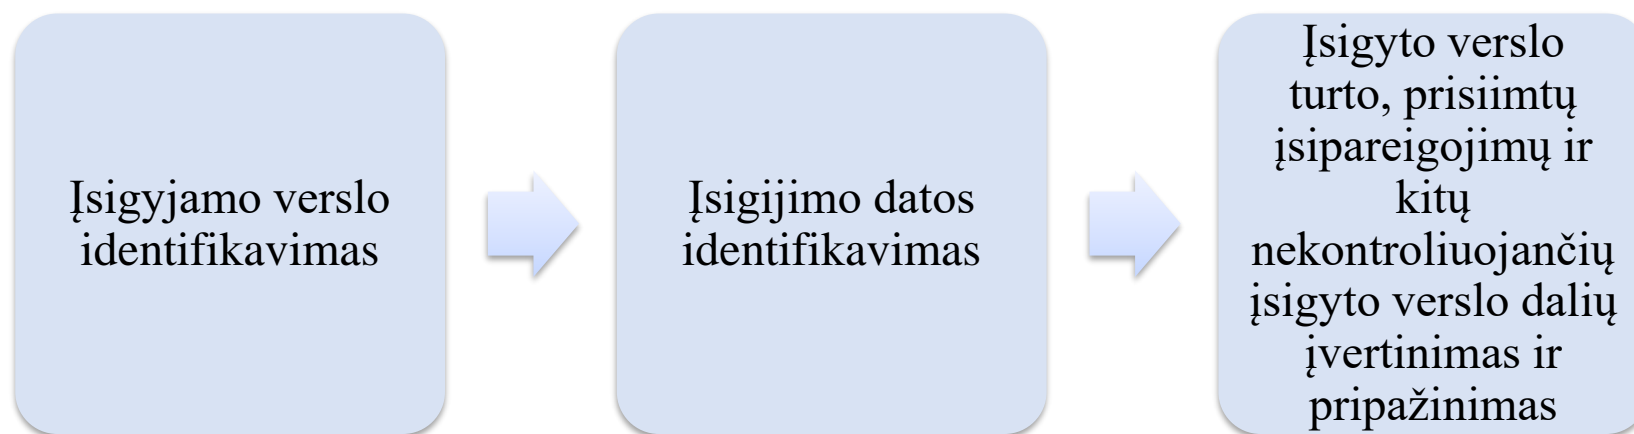 Įsigyjamo verslo
identifikavimas
Įsigijimo datos
identifikavimas
Įsigyto verslo
turto, prisiimtų
įsipareigojimų ir
kitų
nekontroliuojančių
įsigyto verslo dalių
įvertinimas ir
pripažinimas